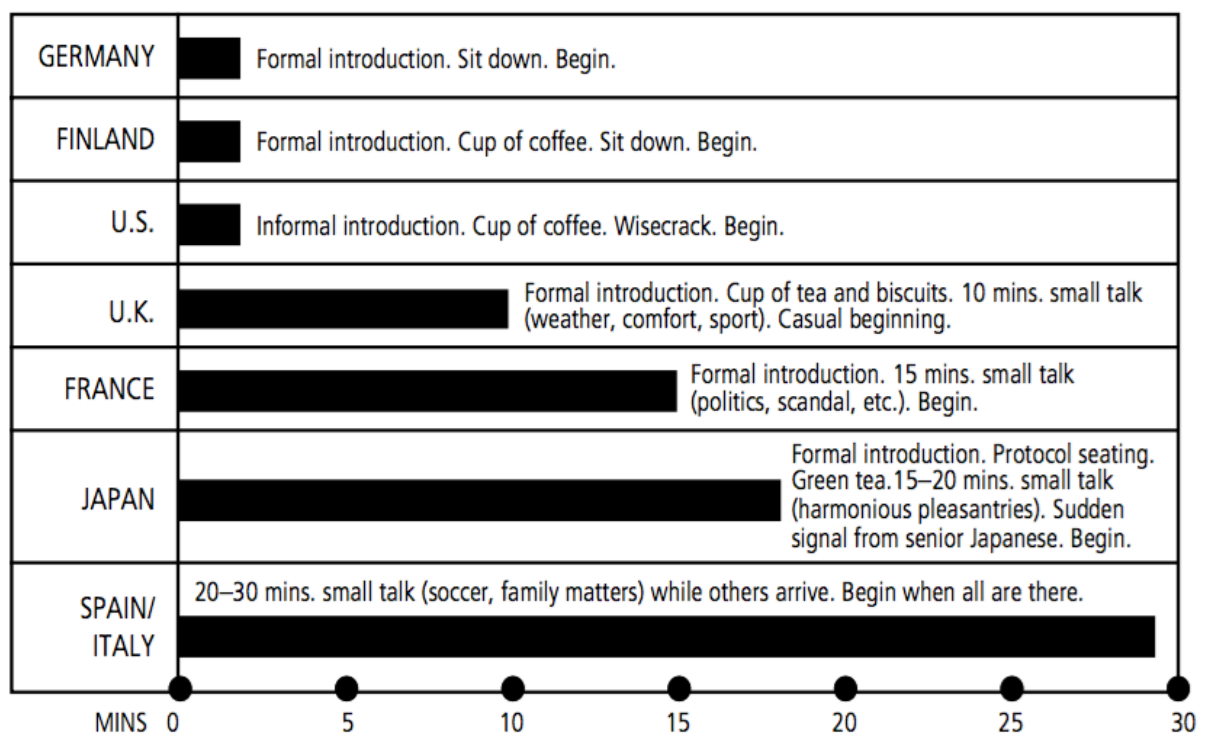 GERMANY
Formal introduction. Sit down. Begin.
FINLAND
Formal introduction. Cup of coffee. Sit down. Begin.
U.S.
Informal introduction. Cup of coffee. Wisecrack. Begin.
U.K.
Formal introduction. Cup of tea and biscuits. 10 mins. small talk
(weather, comfort, sport). Casual beginning.
FRANCE
Formal introduction. 15 mins. small talk
(politics, scandal, etc.). Begin.
JAPAN
Formal introduction. Protocol seating.
Green tea.15–20 mins. small talk
(harmonious pleasantries). Sudden
signal from senior Japanese. Begin.
SPAIN/
ITALY
20–30 mins. small talk (soccer, family matters) while others arrive. Begin when all are there.
MINS 0 5 10 15 20 25 30